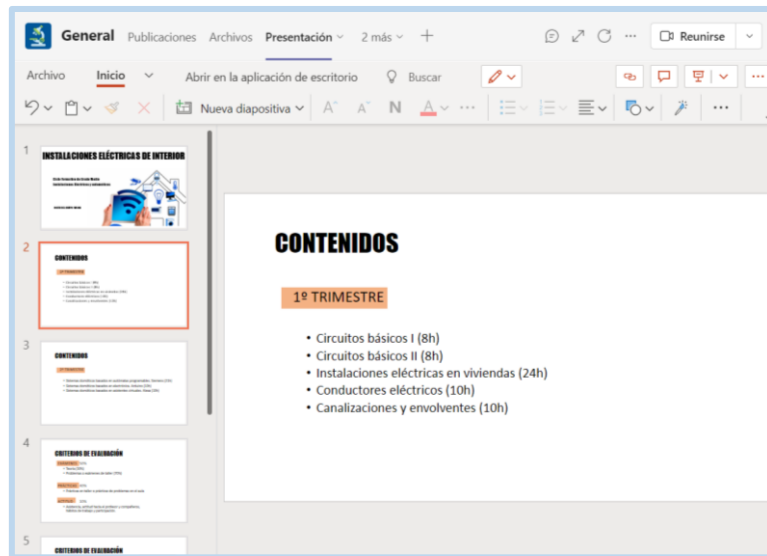 General Publicaciones Archivos Presentación 2 más
Reunirse
Archivo Inicio Abrir en la aplicación de escritorio Buscar
Nueva diapositiva A A N A
1
INSTALACIONES ELÉCTRICAS DE INTERIOR
2
CONTENIDOS
1º TRIMESTRE
3
CONTENIDOS
4
CRITERIOS DE EVALUACIÓN
5
CRITERIOS DE EVALUACIÓN
CONTENIDOS
1º TRIMESTRE
• Circuitos básicos I (8h)
• Circuitos básicos II (8h)
• Instalaciones eléctricas en viviendas (24h)
• Conductores eléctricos (10h)
• Canalizaciones y envolventes (10h)